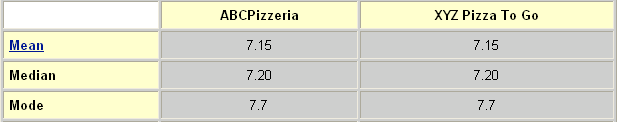 ABCPizzeria XYZ Pizza To Go
Mean 7.15 7.15
Median 7.20 7.20
Mode 7.7 7.7